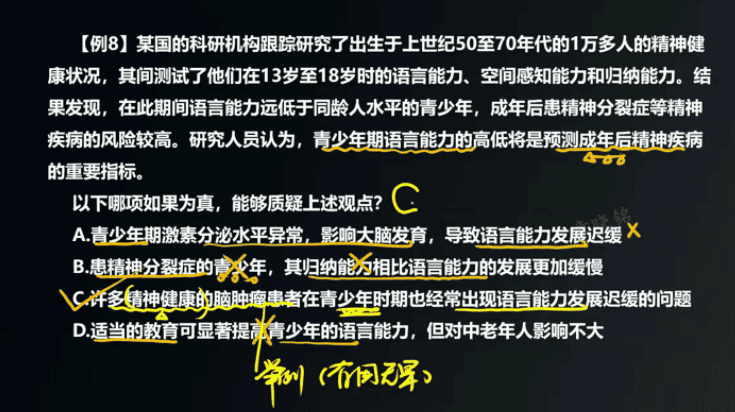 【例8】某国的科研机构跟踪研究了出生于上世纪50至70年代的1万多人的精神健
康状况，其间测试了他们在13岁至18岁时的语言能力、空间感知能力和归纳能力。结
果发现，在此期间语言能力远低于同龄人水平的青少年，成年后患精神分裂症等精神
疾病的风险较高。研究人员认为，青少年期语言能力的高低将是预测成年后精神疾病
的重要指标。
以下哪项如果为真，能够质疑上述观点？ C
A.青少年期激素分泌水平异常，影响大脑发育，导致语言能力发展迟缓
B.患精神分裂症的青少年，其归纳能力相比语言能力的发展更加缓慢
C.许多精神健康的脑肿瘤患者在青少年时期也经常出现语言能力发展迟缓的问题
D.适当的教育可显著提高青少年的语言能力，但对中老年人影响不大
举例（有因无果）